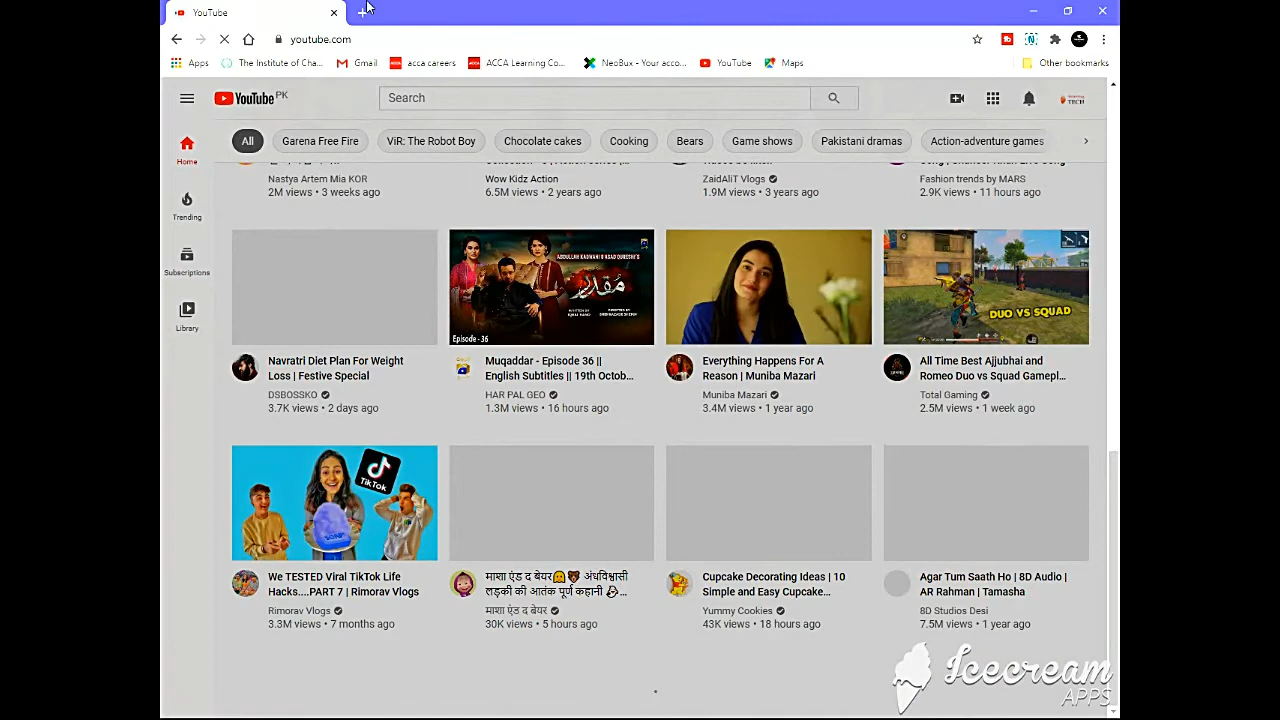 YouTube
youtube.com
Apps
The Institute of Cha...
Gmail
acca careers
ACCA Learning Co...
NeoBux - Your acco...
YouTube
Maps
Other bookmarks
YouTube PK
Search
TECH
All
Garena Free Fire
ViR: The Robot Boy
Chocolate cakes
Cooking
Bears
Game shows
Pakistani dramas
Action-adventure games
Home
Trending
Subscriptions
Library
Nastya Artem Mia KOR
2M views • 3 weeks ago
Wow Kidz Action
6.5M views • 2 years ago
ZaidAliT Vlogs
1.9M views • 3 years ago
Fashion trends by MARS
2.9K views • 11 hours ago
Navratri Diet Plan For Weight
Loss | Festive Special
DSBOSSKO
3.7K views • 2 days ago
ABDULLAH KADWANI & ASAD QURESHI'S
مُقدّر
Episode - 36
Muqaddar - Episode 36 ||
English Subtitles || 19th Octob...
HAR PAL GEO
1.3M views • 16 hours ago
Everything Happens For A
Reason | Muniba Mazari
Muniba Mazari
3.4M views • 1 year ago
DUO VS SQUAD
All Time Best Ajjubhai and
Romeo Duo vs Squad Gamepl...
Total Gaming
2.5M views • 1 week ago
TikTok
SOAP
We TESTED Viral TikTok Life
Hacks....PART 7 | Rimorav Vlogs
Rimorav Vlogs
3.3M views • 7 months ago
माशा एंड द बेयर👱‍♀️🐻 अंधविश्वासी
लड़की की आतंक पूर्ण कहानी 👻...
माशा एंड द बेयर
30K views • 5 hours ago
Cupcake Decorating Ideas | 10
Simple and Easy Cupcake...
Yummy Cookies
43K views • 18 hours ago
Agar Tum Saath Ho | 8D Audio |
AR Rahman | Tamasha
8D Studios Desi
7.5M views • 1 year ago
Icecream
APPS